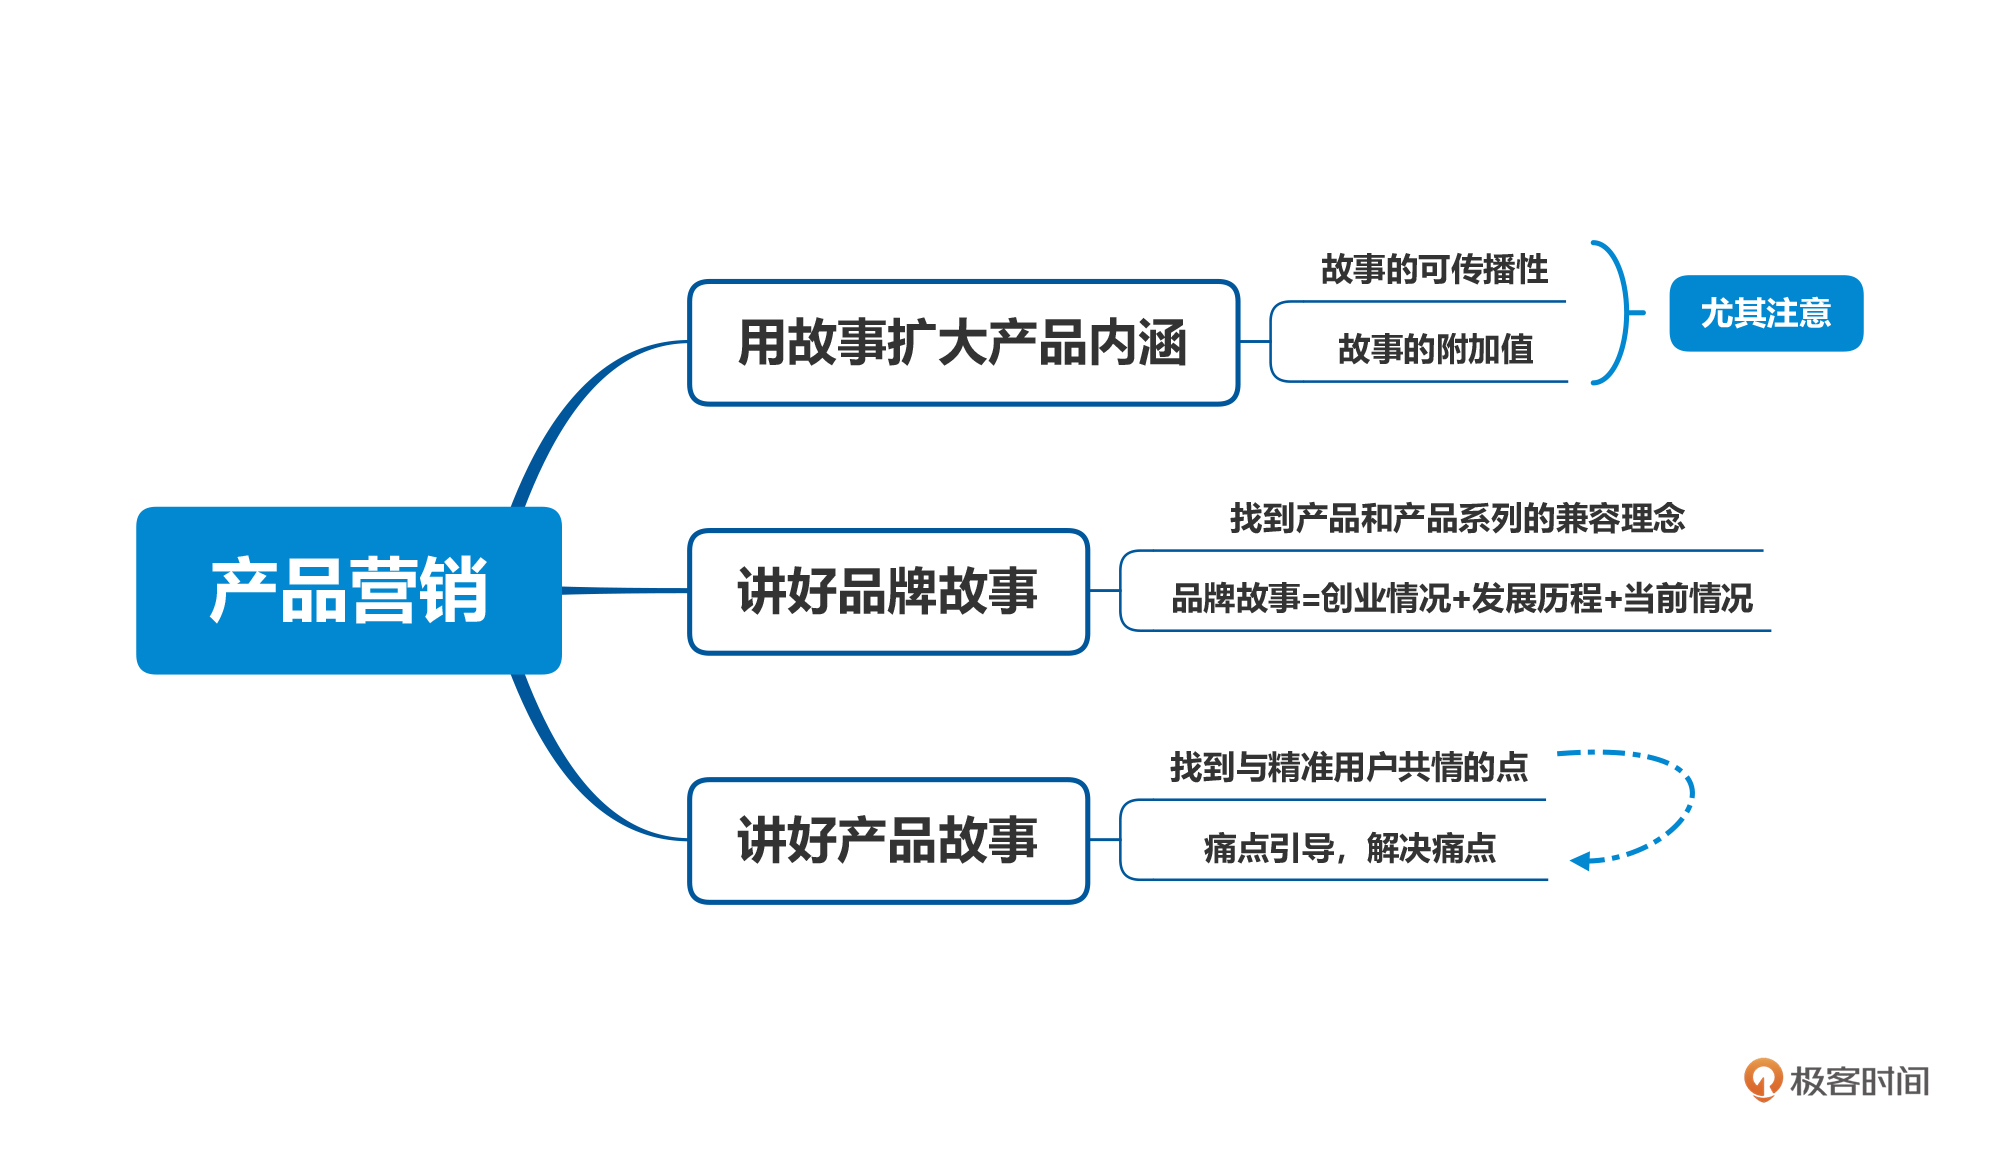 产品营销
用故事扩大产品内涵
故事的可传播性
故事的附加值
尤其注意
讲好品牌故事
找到产品和产品系列的兼容理念
品牌故事=创业情况+发展历程+当前情况
讲好产品故事
找到与精准用户共情的点
痛点引导，解决痛点
极客时间